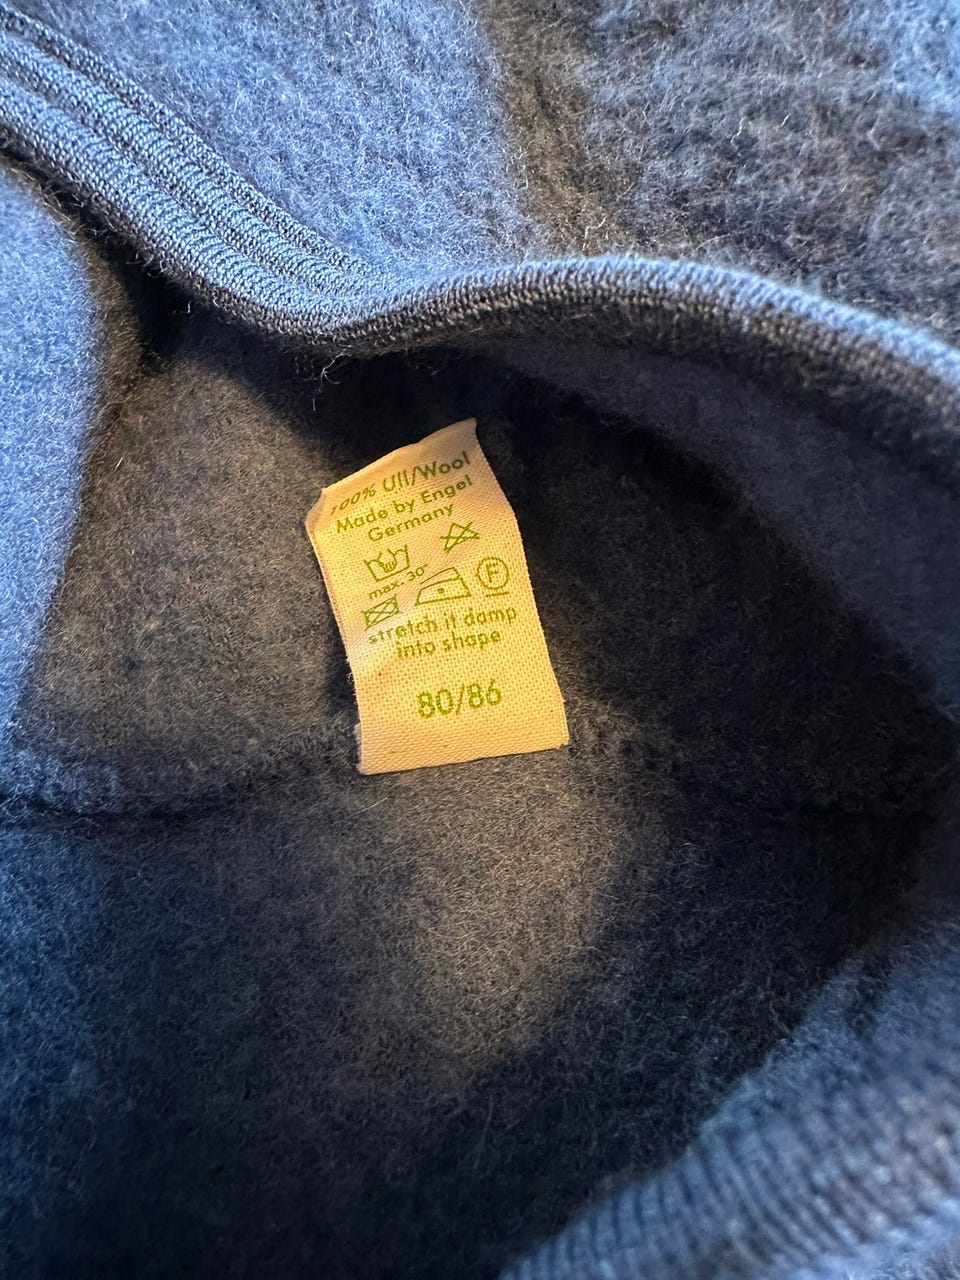 100% Ull/Wool
Made by Engel
Germany
max. 30°
F
stretch it damp
into shape
80/86